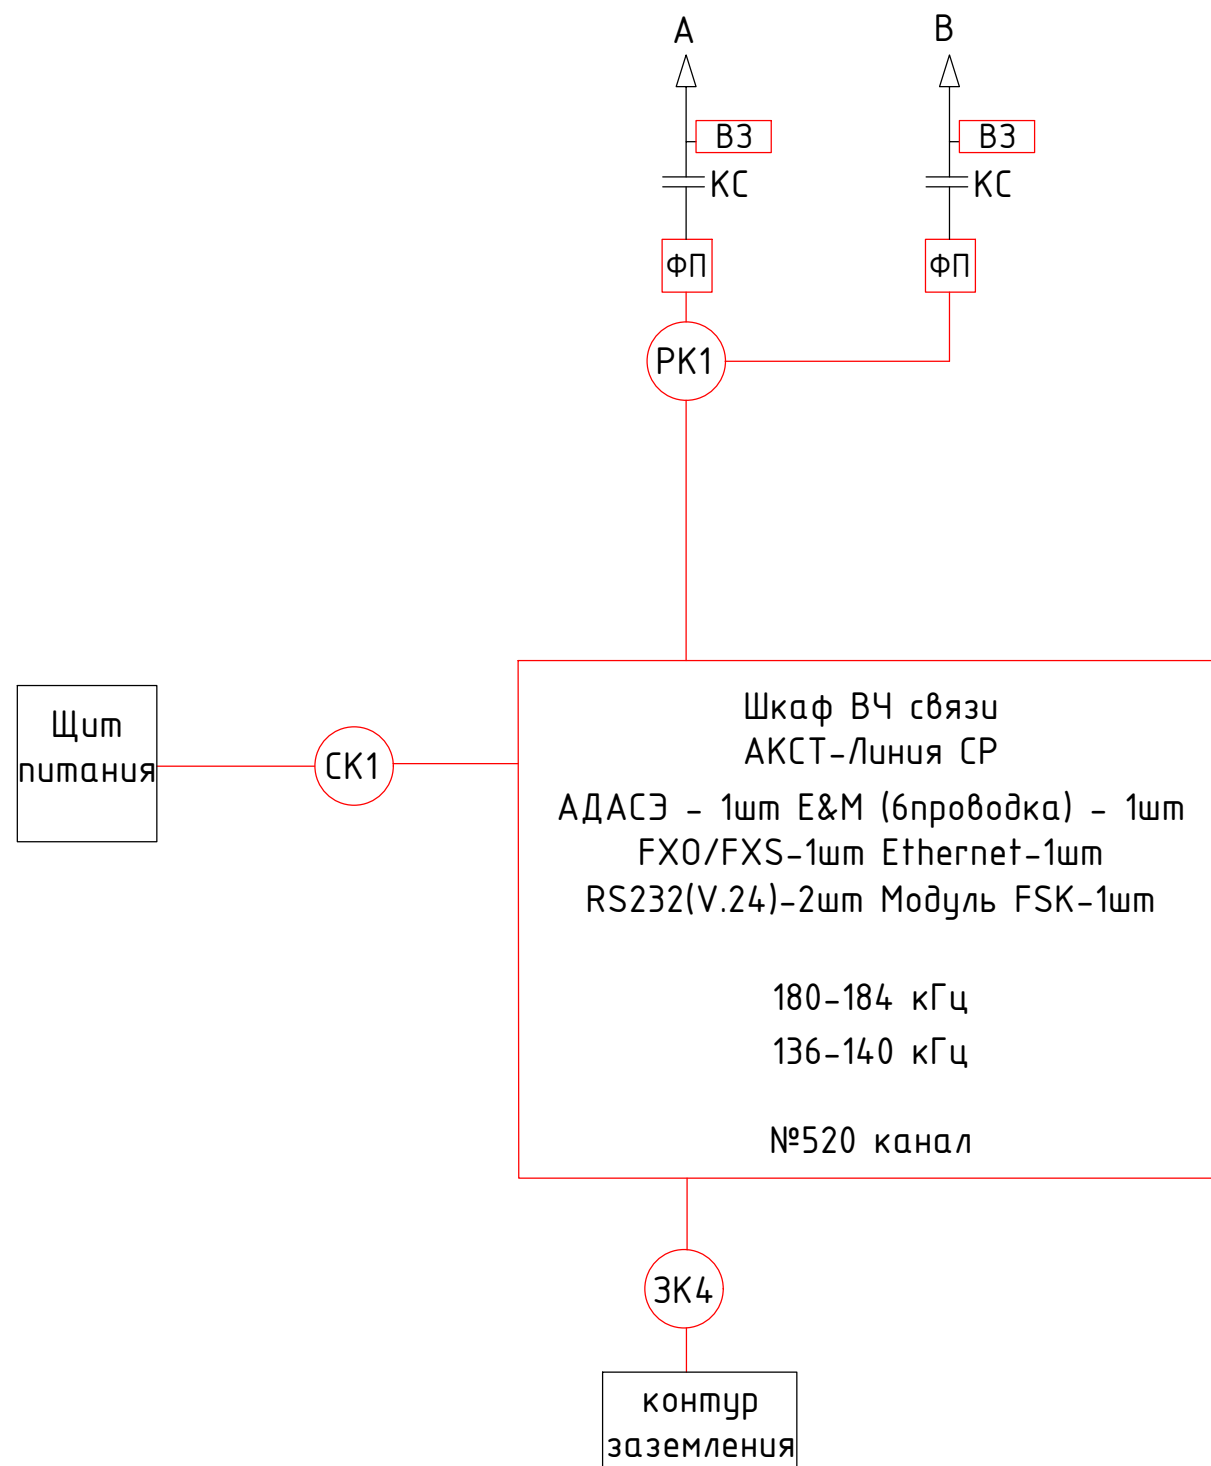 А
В
ВЗ
ВЗ
КС
КС
ФП
ФП
РК1
Щит
питания
СК1
Шкаф ВЧ связи
АКСТ-Линия СР
АДАСЭ - 1шт E&M (6проводка) - 1шт
FXO/FXS-1шт Ethernet-1шт
RS232(V.24)-2шт Модуль FSK-1шт
180-184 кГц
136-140 кГц
№520 канал
ЗК4
контур
заземления